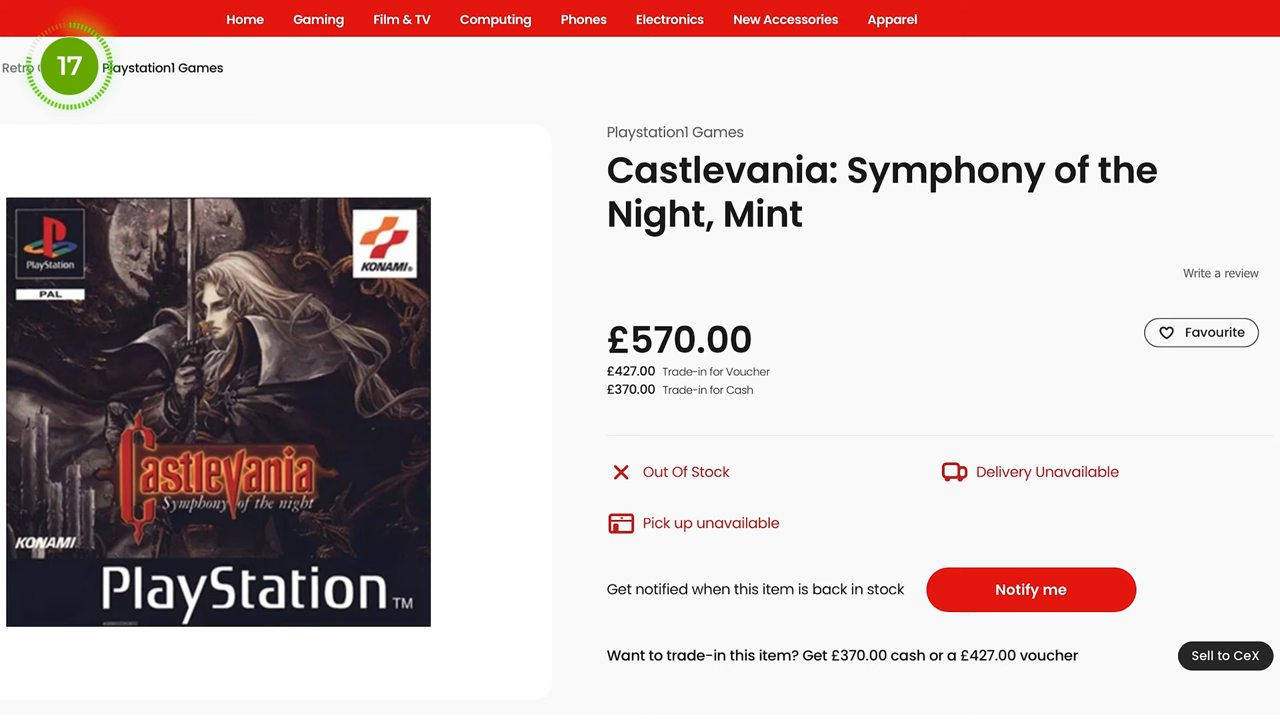 Home Gaming Film & TV Computing Phones Electronics New Accessories Apparel
Retro
17
Playstation1 Games
Playstation1 Games
Castlevania: Symphony of the
Night, Mint
Write a review
£570.00
Favourite
£427.00 Trade-in for Voucher
£370.00 Trade-in for Cash
Out Of Stock
Delivery Unavailable
Pick up unavailable
Get notified when this item is back in stock
Notify me
Want to trade-in this item? Get £370.00 cash or a £427.00 voucher
Sell to CeX
PlayStation
PAL
KONAMI®
Castlevania
Symphony of the night
KONAMI
PlayStation TM